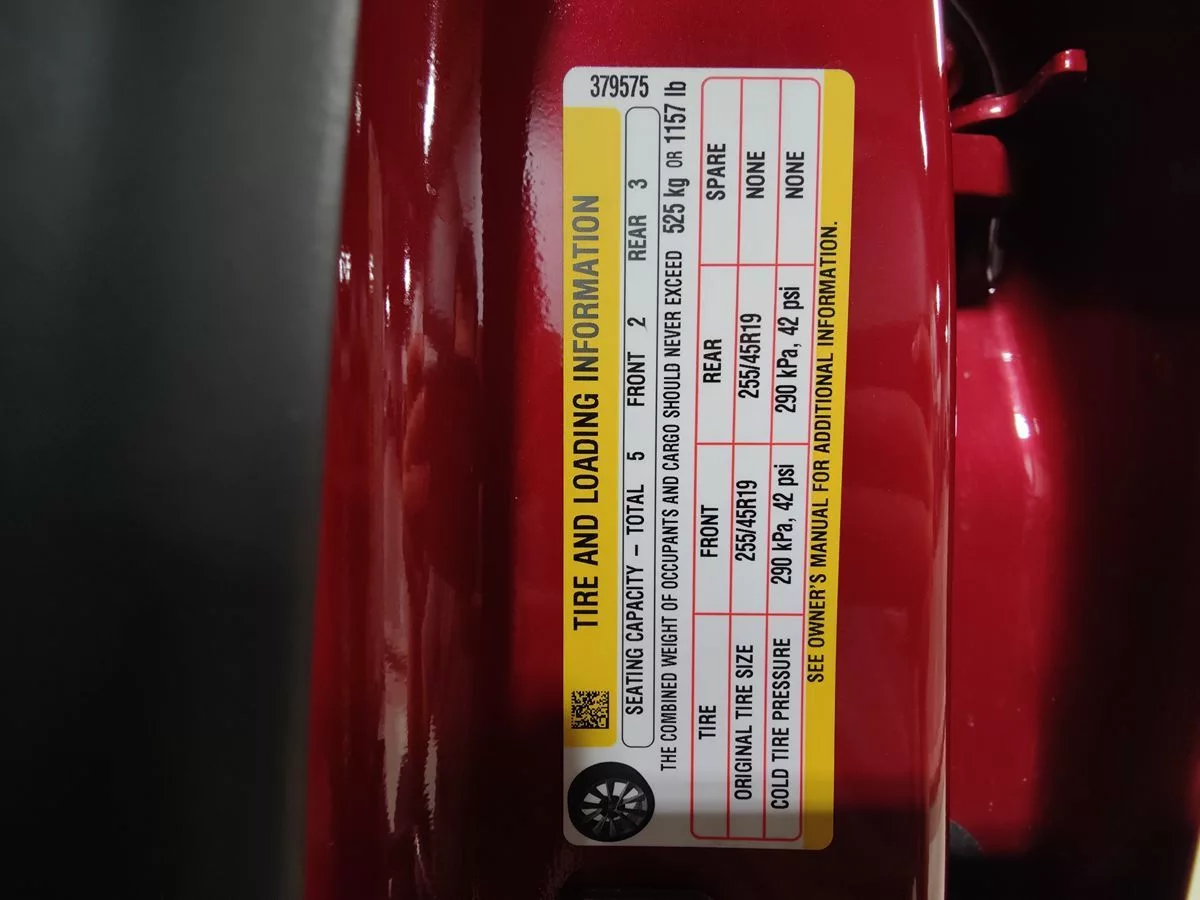 379575
TIRE AND LOADING INFORMATION
SEATING CAPACITY – TOTAL 5 FRONT 2 REAR 3
THE COMBINED WEIGHT OF OCCUPANTS AND CARGO SHOULD NEVER EXCEED 525 kg OR 1157 lb
TIRE FRONT REAR SPARE
ORIGINAL TIRE SIZE 255/45R19 255/45R19 NONE
COLD TIRE PRESSURE 290 kPa, 42 psi 290 kPa, 42 psi NONE
SEE OWNER'S MANUAL FOR ADDITIONAL INFORMATION.